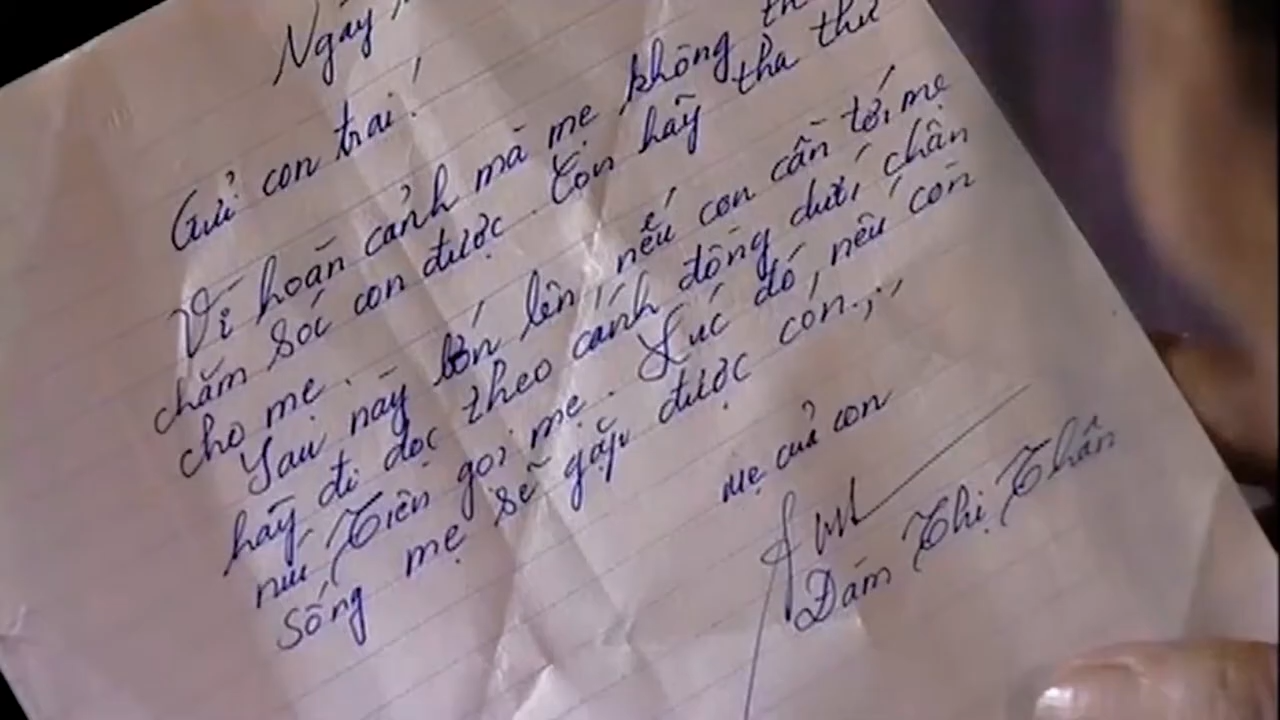 Ngày
Gửi con trai!
Vì hoàn cảnh mà mẹ không
chăm sóc con được. Con hãy tha thứ
cho mẹ.
Sau này lớn lên, nếu con cần tới mẹ
hãy đi dọc theo cánh đồng dưới chân
núi Tiên gọi mẹ. Lúc đó, nếu còn
sống mẹ sẽ gặp được con.
Mẹ của con
Đàm Thị Thân